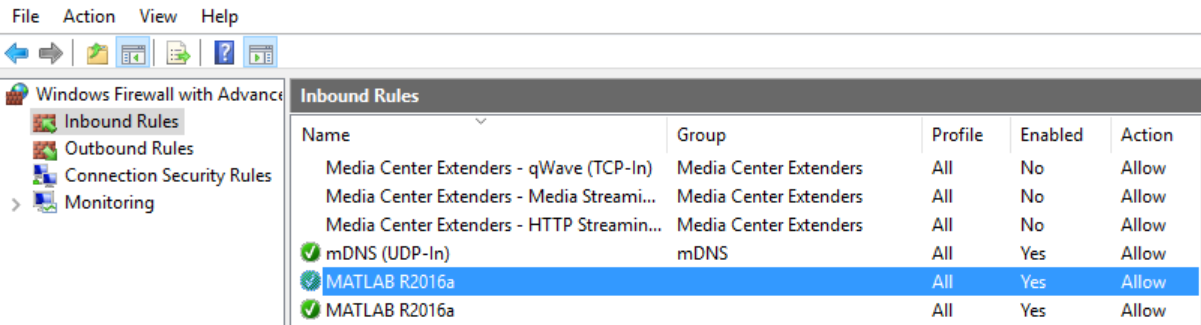 File Action View Help
Windows Firewall with Advance
Inbound Rules
Outbound Rules
Connection Security Rules
Monitoring
Inbound Rules
Name Group Profile Enabled Action
Media Center Extenders - qWave (TCP-In) Media Center Extenders All No Allow
Media Center Extenders - Media Streami... Media Center Extenders All No Allow
Media Center Extenders - HTTP Streamin... Media Center Extenders All No Allow
mDNS (UDP-In) mDNS All Yes Allow
MATLAB R2016a All Yes Allow
MATLAB R2016a All Yes Allow